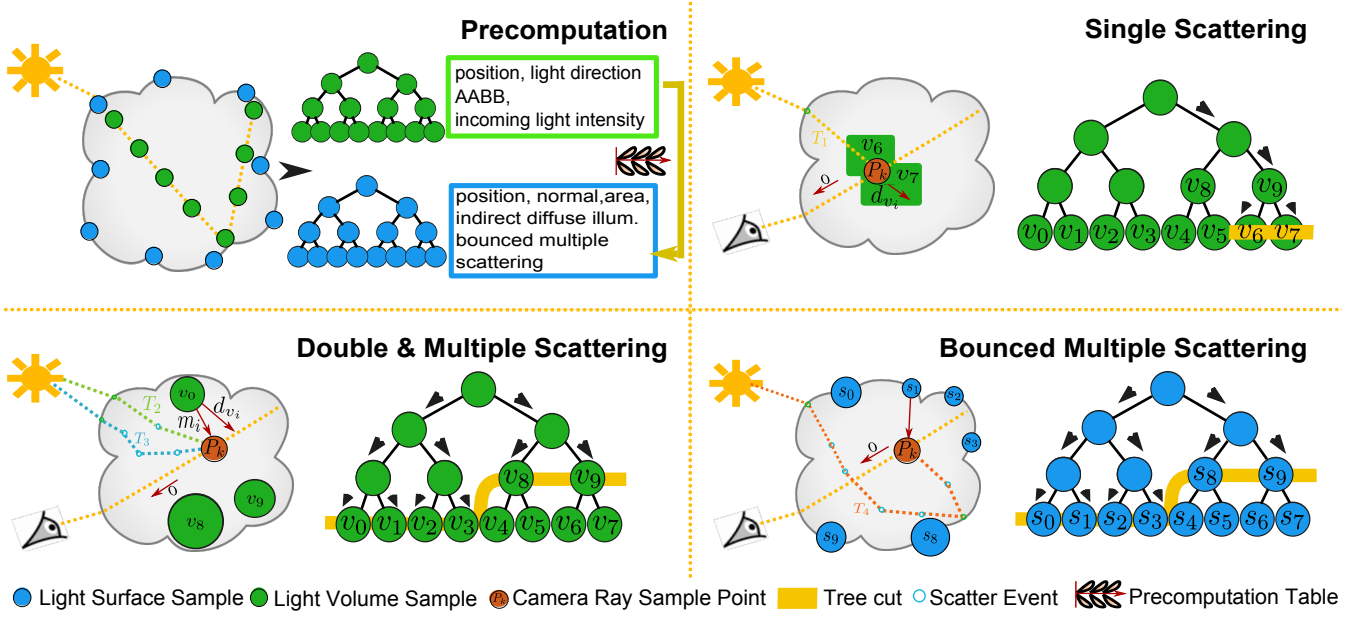 Precomputation
position, light direction
AABB,
incoming light intensity
position, normal,area,
indirect diffuse illum.
bounced multiple
scattering
Single Scattering
T₁
v₆
Pₖ
v₇
o
d_{v_i}
v₈ v₉
v₀ v₁ v₂ v₃ v₄ v₅ v₆ v₇
Double & Multiple Scattering
v₀
T₂
d_{v_i}
mᵢ
T₃
Pₖ
o
v₉
v₈
v₈ v₉
v₀ v₁ v₂ v₃ v₄ v₅ v₆ v₇
Bounced Multiple Scattering
s₀ s₁ s₂
s₃
o
Pₖ
T₄
s₉ s₈
s₈ s₉
s₀ s₁ s₂ s₃ s₄ s₅ s₆ s₇
Light Surface Sample Light Volume Sample Pₖ Camera Ray Sample Point Tree cut Scatter Event Precomputation Table